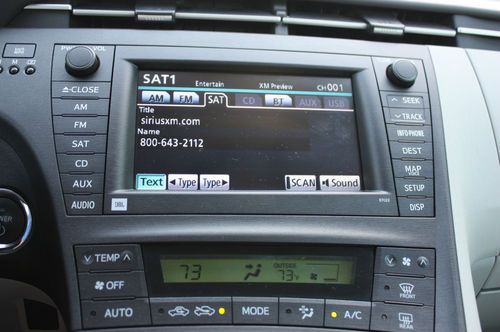 PWR VOL
CLOSE
AM
FM
SAT
CD
AUX
AUDIO
SAT1 Entertain XM Preview CH001
AM FM SAT CD BT AUX USB
Title
siriusxm.com
Name
800-643-2112
Text Type Type SCAN Sound
JBL
SEEK
TRACK
INFO·PHONE
DEST
MAP
VOICE
SETUP
DISP
TEMP
OFF
AUTO
73 OUTSIDE 73°F
MODE
A/C
FRONT
REAR